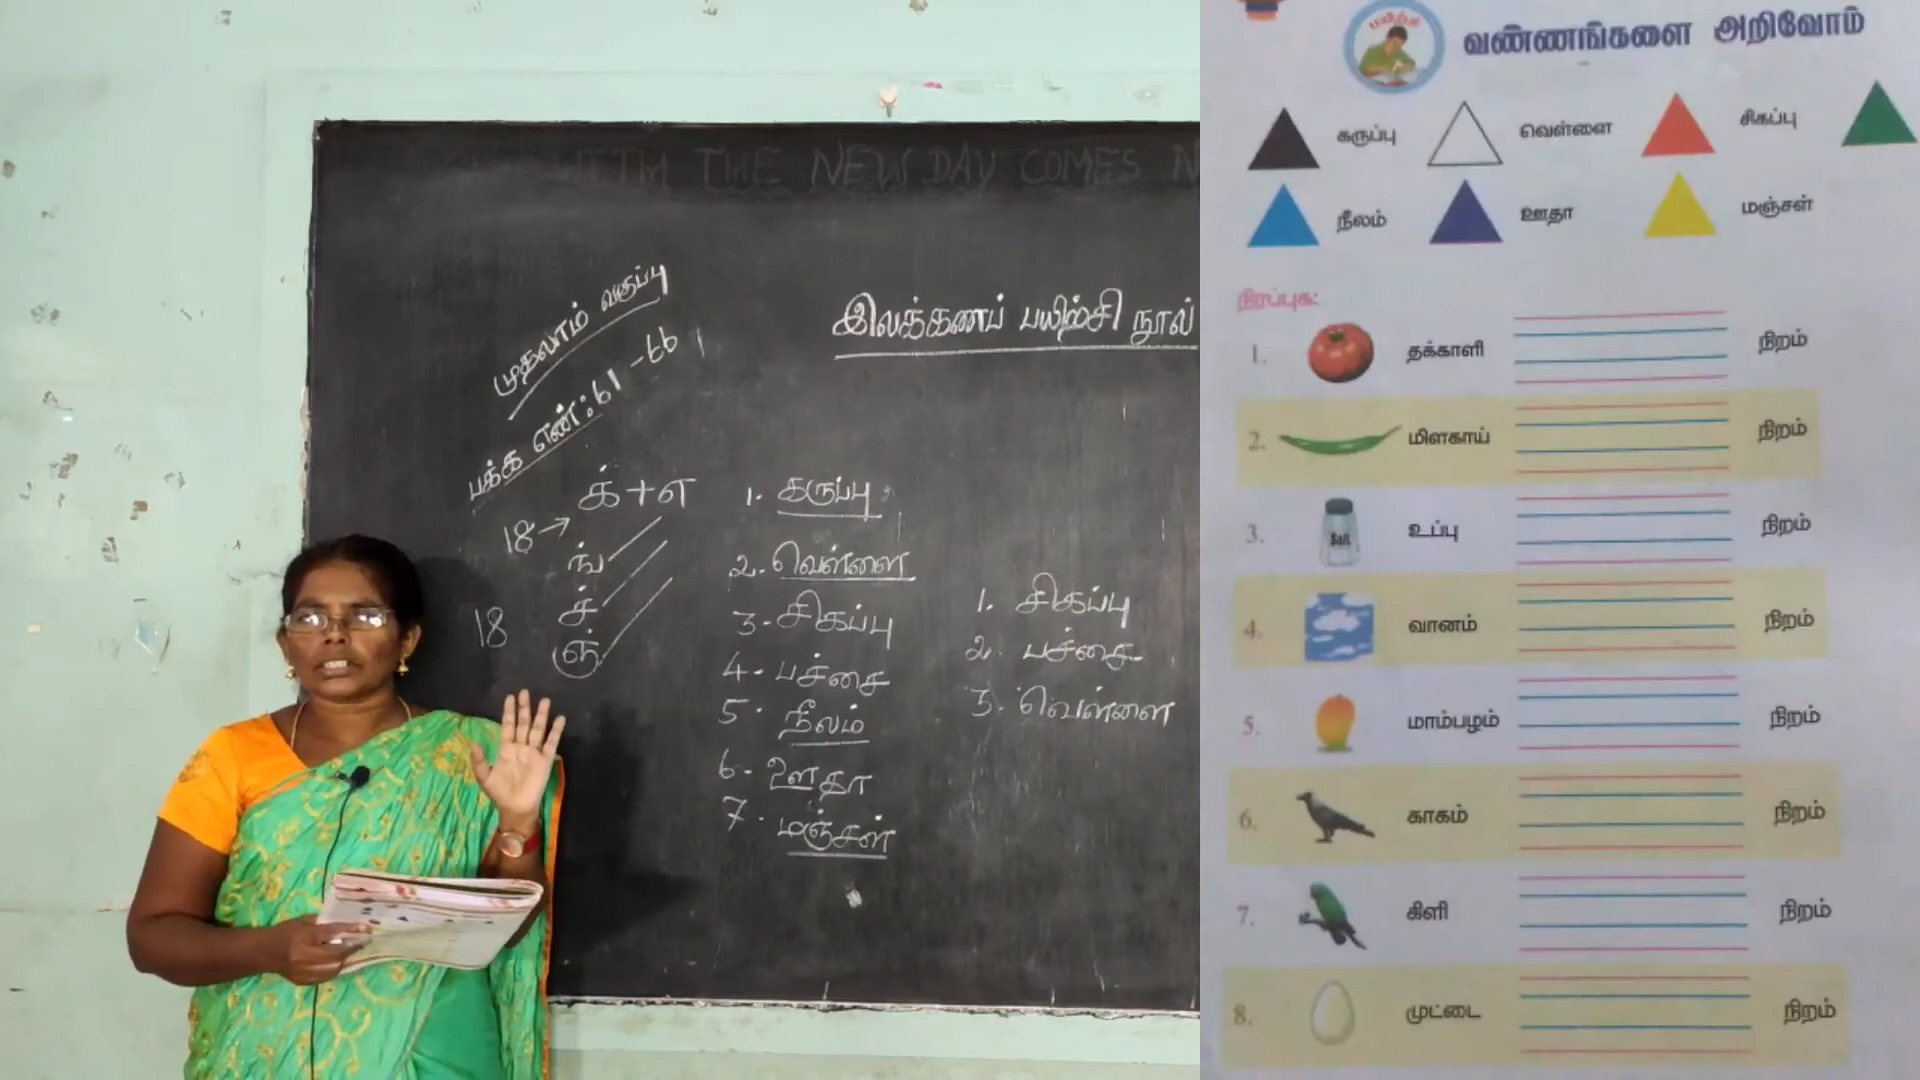 WITH THE NEW DAY COMES N
முதலாம் வகுப்பு
பக்க எண்: 61 - 66
இலக்கணப் பயிற்சி நூல்
க் + எ
18 →
ங்
ச்
18
ஞ்
1. கருப்பு
2. வெள்ளை
3. சிகப்பு
4. பச்சை
5. நீலம்
6. ஊதா
7. மஞ்சள்
1. சிகப்பு
2. பச்சை
3. வெள்ளை
பயிற்சி
வண்ணங்களை அறிவோம்
கருப்பு வெள்ளை சிகப்பு
நீலம் ஊதா மஞ்சள்
நிரப்புக:
1. தக்காளி நிறம்
2. மிளகாய் நிறம்
3. உப்பு நிறம்
4. வானம் நிறம்
5. மாம்பழம் நிறம்
6. காகம் நிறம்
7. கிளி நிறம்
8. முட்டை நிறம்